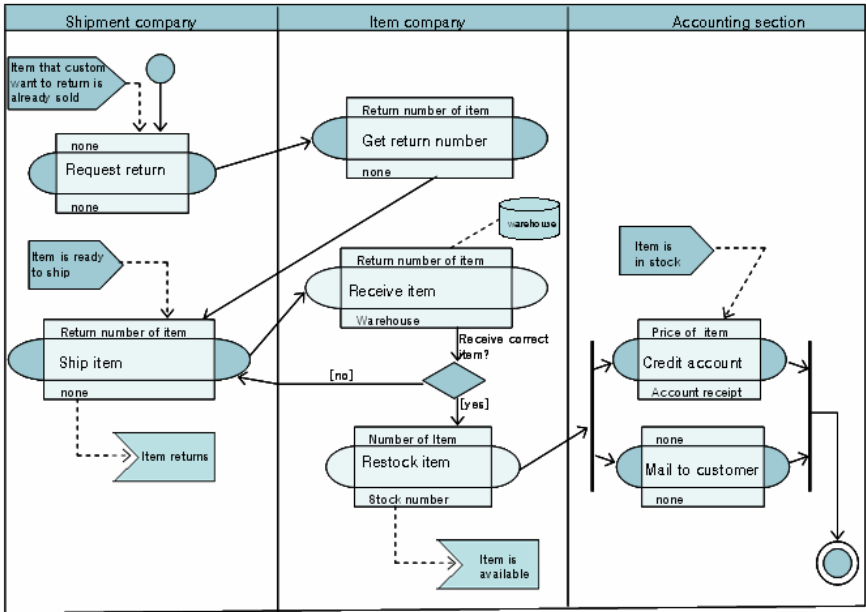 Shipment company
Item company
Accounting section
Item that custom
want to return is
already sold
none
Request return
none
Return number of item
Get return number
none
Item is ready
to ship
warehouse
Return number of item
Receive item
Warehouse
Item is
in stock
Return number of item
Ship item
none
Receive correct
item?
[no]
[yes]
Price of item
Credit account
Account receipt
Item returns
Number of Item
Restock item
Stock number
none
Mail to customer
none
Item is
available